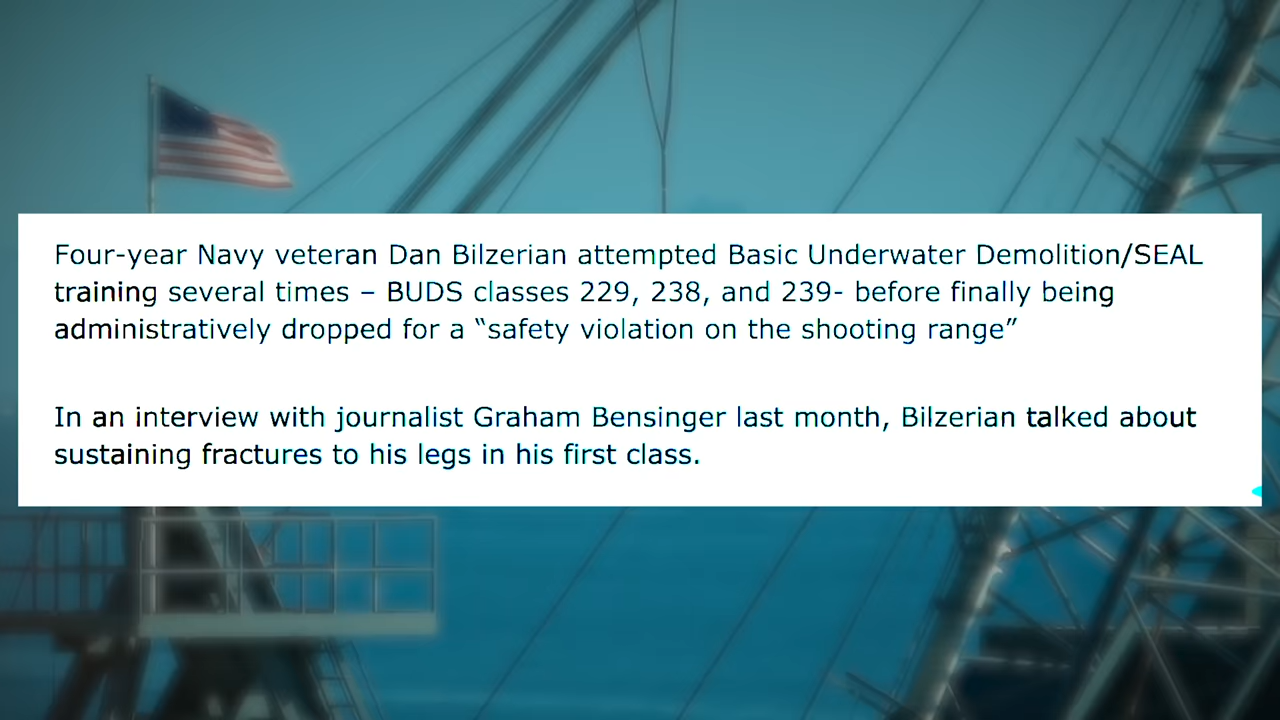 Four-year Navy veteran Dan Bilzerian attempted Basic Underwater Demolition/SEAL
training several times – BUDS classes 229, 238, and 239- before finally being
administratively dropped for a “safety violation on the shooting range”
In an interview with journalist Graham Bensinger last month, Bilzerian talked about
sustaining fractures to his legs in his first class.